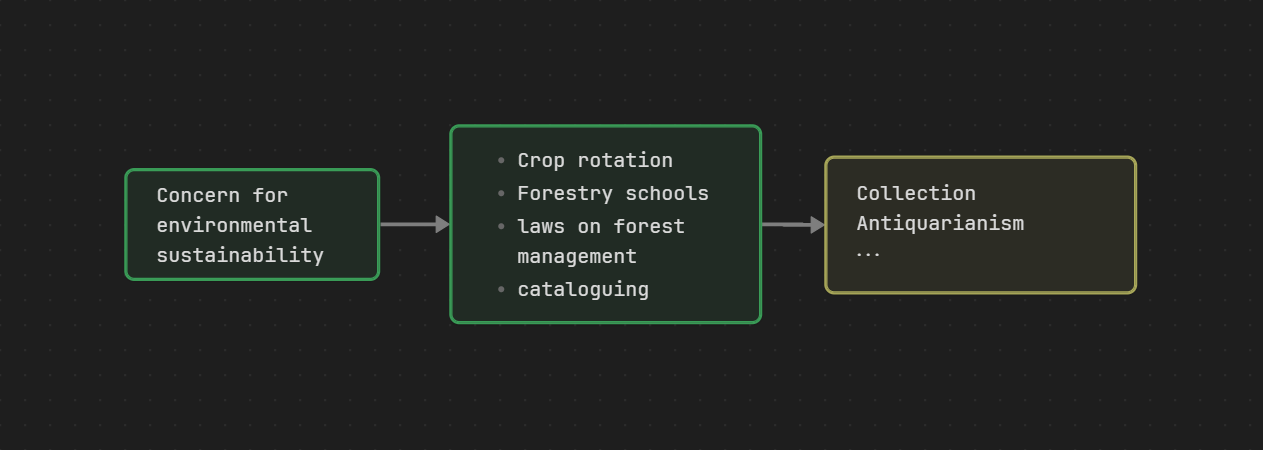 Concern for
environmental
sustainability
• Crop rotation
• Forestry schools
• laws on forest
management
• cataloguing
Collection
Antiquarianism
...